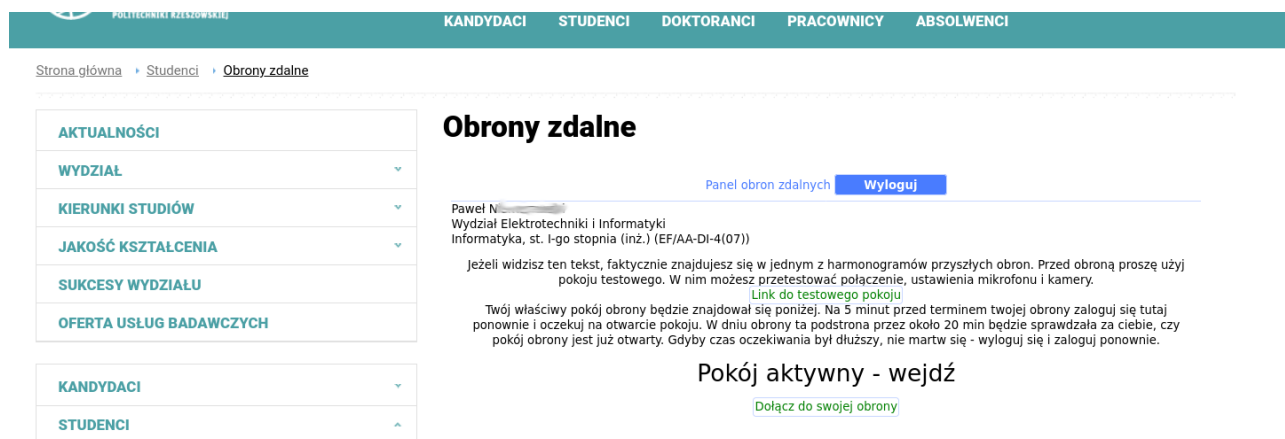 POLITECHNIKI RZESZOWSKIEJ
KANDYDACI STUDENCI DOKTORANCI PRACOWNICY ABSOLWENCI
Strona główna Studenci Obrony zdalne
AKTUALNOŚCI
WYDZIAŁ
KIERUNKI STUDIÓW
JAKOŚĆ KSZTAŁCENIA
SUKCESY WYDZIAŁU
OFERTA USŁUG BADAWCZYCH
KANDYDACI
STUDENCI
Obrony zdalne
Panel obron zdalnych Wyloguj
Paweł N
Wydział Elektrotechniki i Informatyki
Informatyka, st. I-go stopnia (inż.) (EF/AA-DI-4(07))
Jeżeli widzisz ten tekst, faktycznie znajdujesz się w jednym z harmonogramów przyszłych obron. Przed obroną proszę użyj
pokoju testowego. W nim możesz przetestować połączenie, ustawienia mikrofonu i kamery.
Link do testowego pokoju
Twój właściwy pokój obrony będzie znajdował się poniżej. Na 5 minut przed terminem twojej obrony zaloguj się tutaj
ponownie i oczekuj na otwarcie pokoju. W dniu obrony ta podstrona przez około 20 min będzie sprawdzała za ciebie, czy
pokój obrony jest już otwarty. Gdyby czas oczekiwania był dłuższy, nie martw się - wyloguj się i zaloguj ponownie.
Pokój aktywny - wejdź
Dołącz do swojej obrony